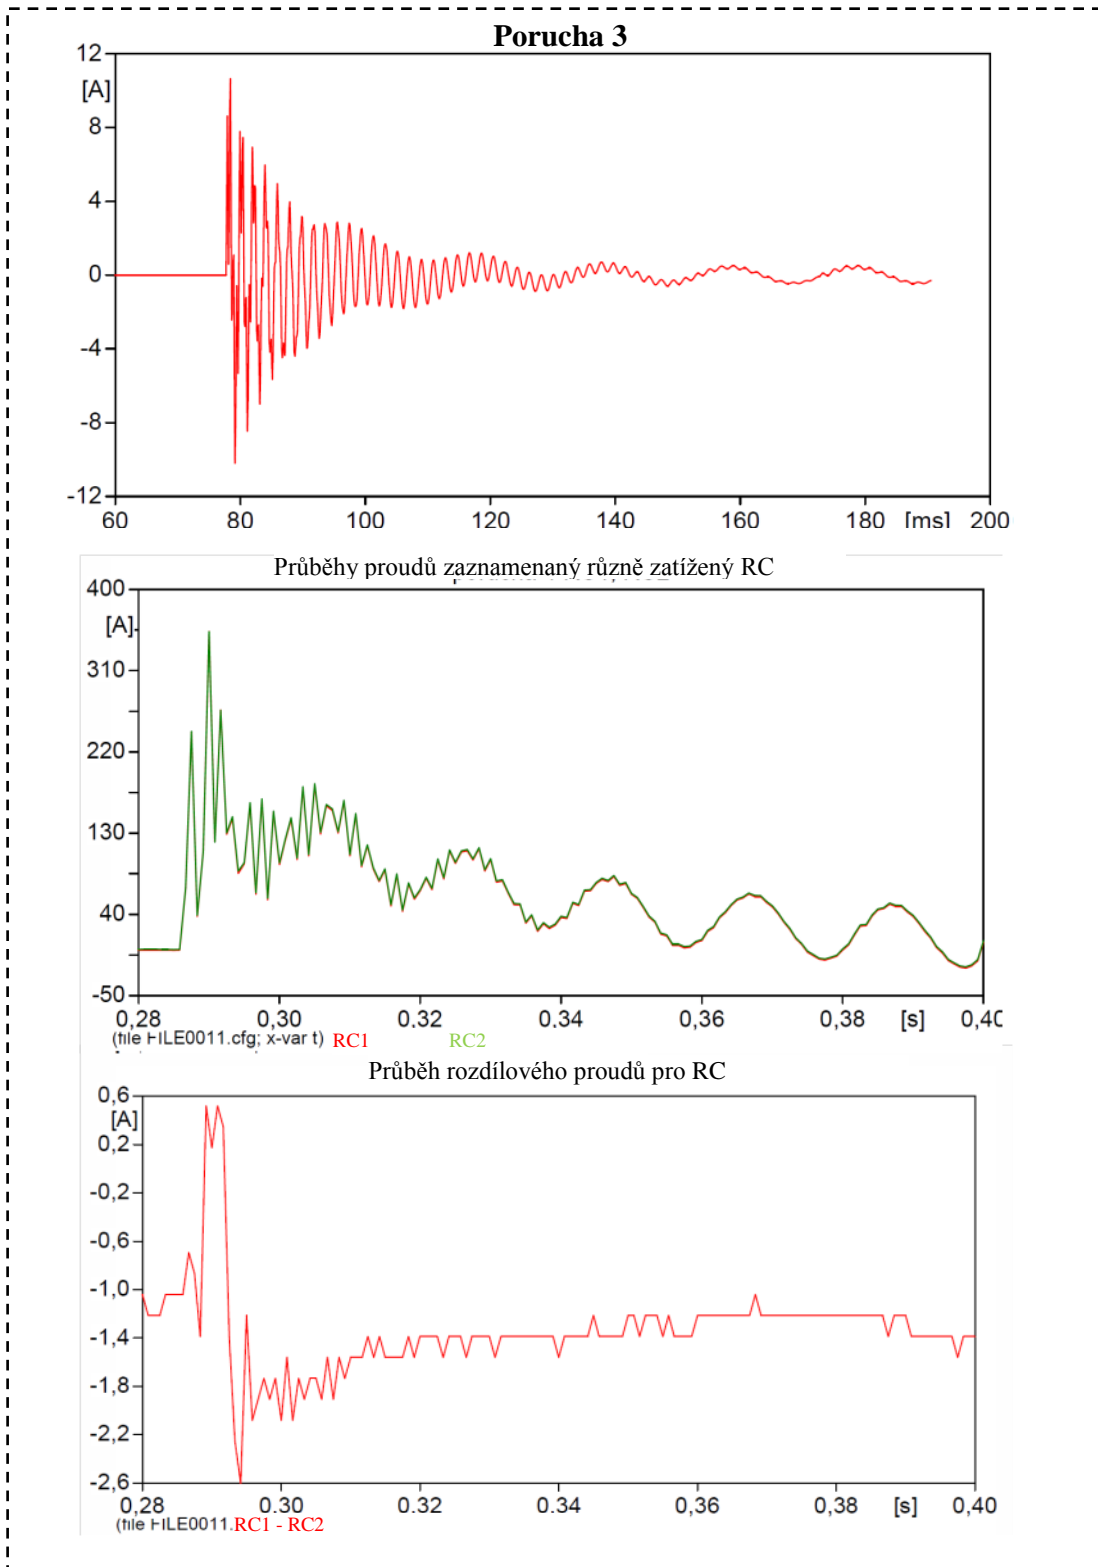 Porucha 3
12
[A]
8
4
0
-4
-8
-12
60 80 100 120 140 160 180 [ms] 200
Průběhy proudů zaznamenaný různě zatížený RC
400
[A]
310
220
130
40
-50
0,28 0,30 0.32 0.34 0,36 0,38 [s] 0,40
(file FILE0011.cfg; x-var t) RC1 RC2
Průběh rozdílového proudů pro RC
0,6
[A]
0,2
-0,2
-0,6
-1,0
-1,4
-1,8
-2,2
-2,6
0,28 0.30 0.32 0.34 0,36 0,38 [s] 0,40
(file FILE0011. RC1 - RC2